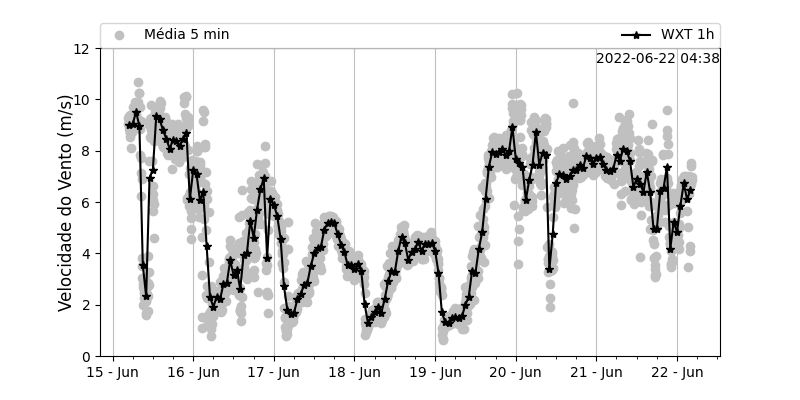 Média 5 min
WXT 1h
2022-06-22 04:38
Velocidade do Vento (m/s)
12
10
8
6
4
2
0
15 - Jun 16 - Jun 17 - Jun 18 - Jun 19 - Jun 20 - Jun 21 - Jun 22 - Jun